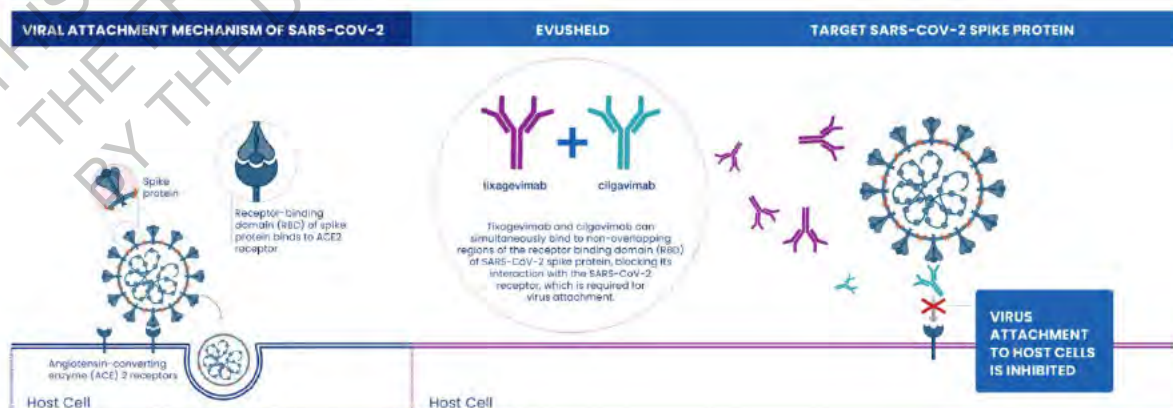 THIS
THE
BY THE
VIRAL ATTACHMENT MECHANISM OF SARS-COV-2
EVUSHELD
TARGET SARS-COV-2 SPIKE PROTEIN
Spike
protein
Receptor-binding
domain (RBD) of spike
protein binds to ACE2
receptor
Angiotensin-converting
enzyme (ACE) 2 receptors
Host Cell
tixagevimab
+
cilgavimab
Tixagevimab and cilgavimab can
simultaneously bind to non-overlapping
regions of the receptor binding domain (RBD)
of SARS-CoV-2 spike protein, blocking its
interaction with the SARS-CoV-2
receptor, which is required for
virus attachment.
Host Cell
VIRUS
ATTACHMENT
TO HOST CELLS
IS INHIBITED